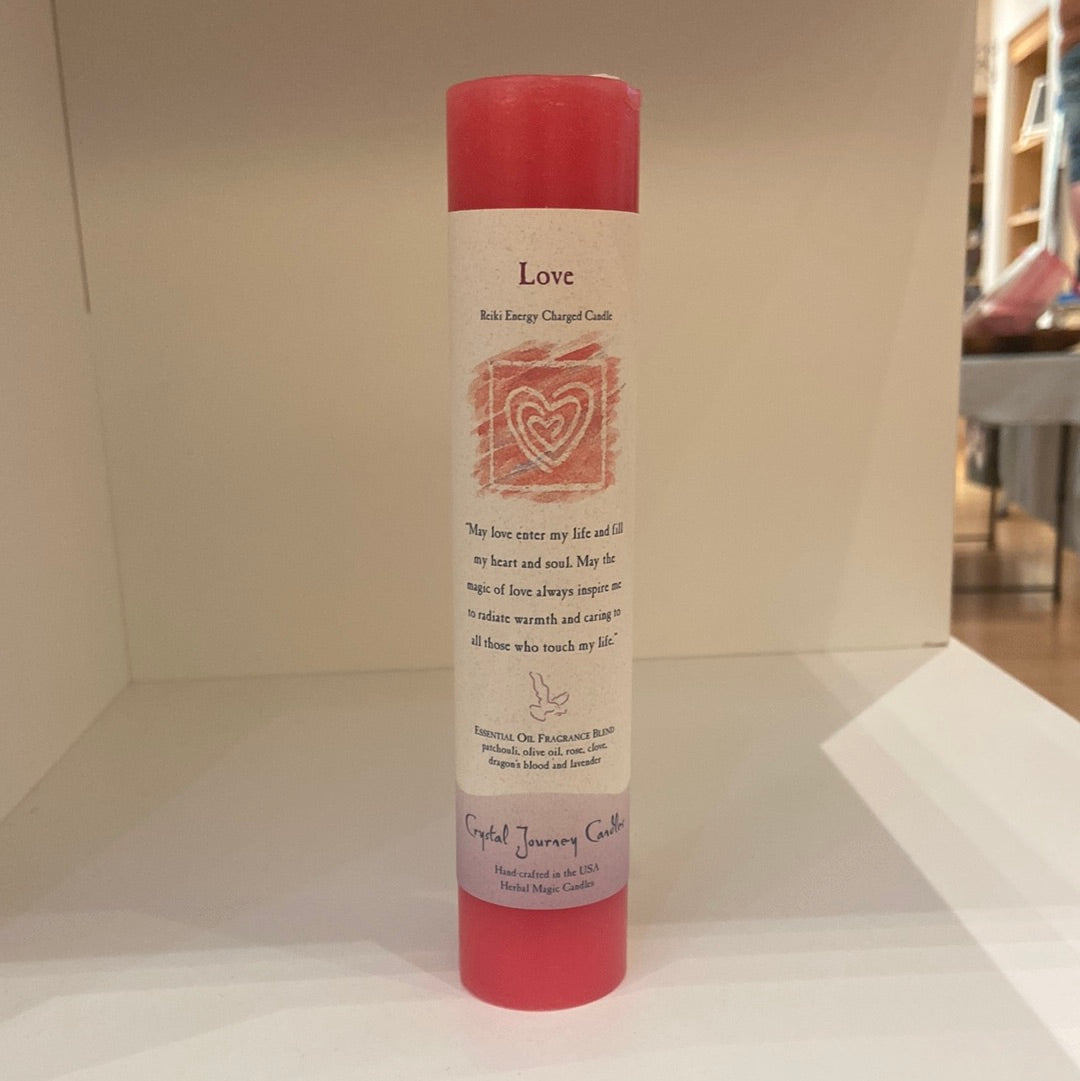 Love
Reiki Energy Charged Candle
"May love enter my life and fill
my heart and soul. May the
magic of love always inspire me
to radiate warmth and caring to
all those who touch my life."
Essential Oil Fragrance Blend
patchouli, olive oil, rose, clove,
dragon's blood and lavender
Crystal Journey Candles
Hand-crafted in the USA
Herbal Magic Candles